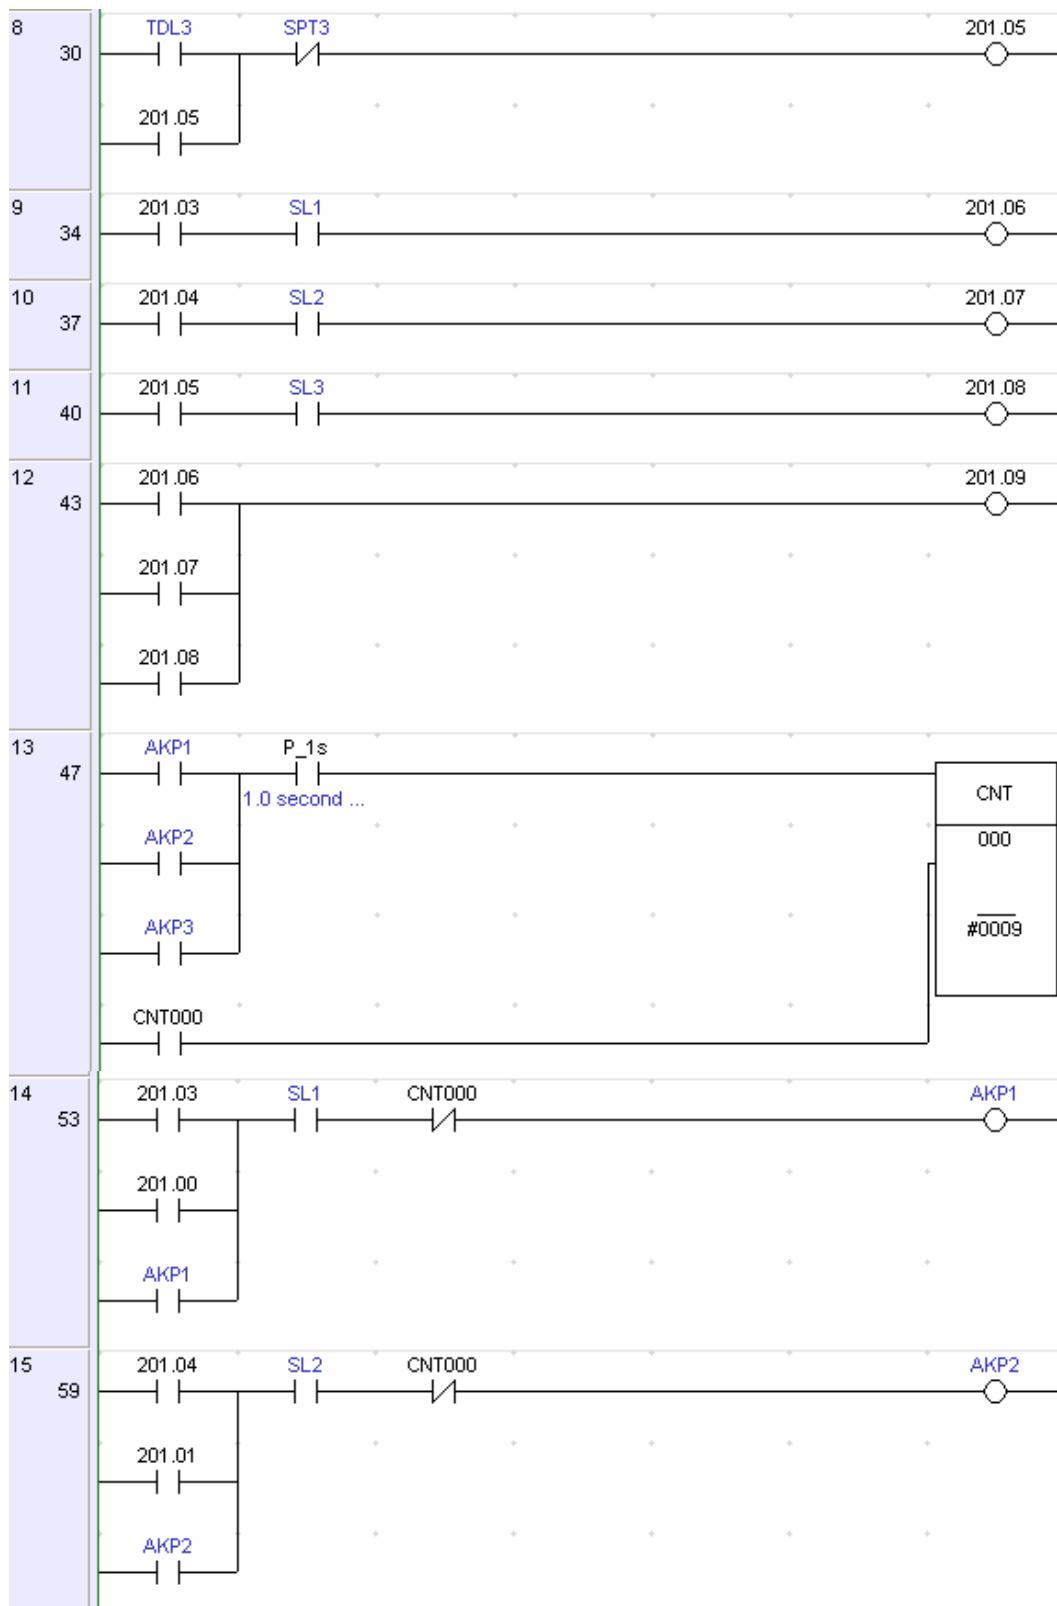 8
TDL3 SPT3 201.05
30
201.05
9
201.03 SL1 201.06
34
10
201.04 SL2 201.07
37
11
201.05 SL3 201.08
40
12
201.06 201.09
43
201.07
201.08
13
AKP1 P_1s
47
CNT
1.0 second ...
AKP2 000
AKP3 #0009
CNT000
14
201.03 SL1 CNT000 AKP1
53
201.00
AKP1
15
201.04 SL2 CNT000 AKP2
59
201.01
AKP2